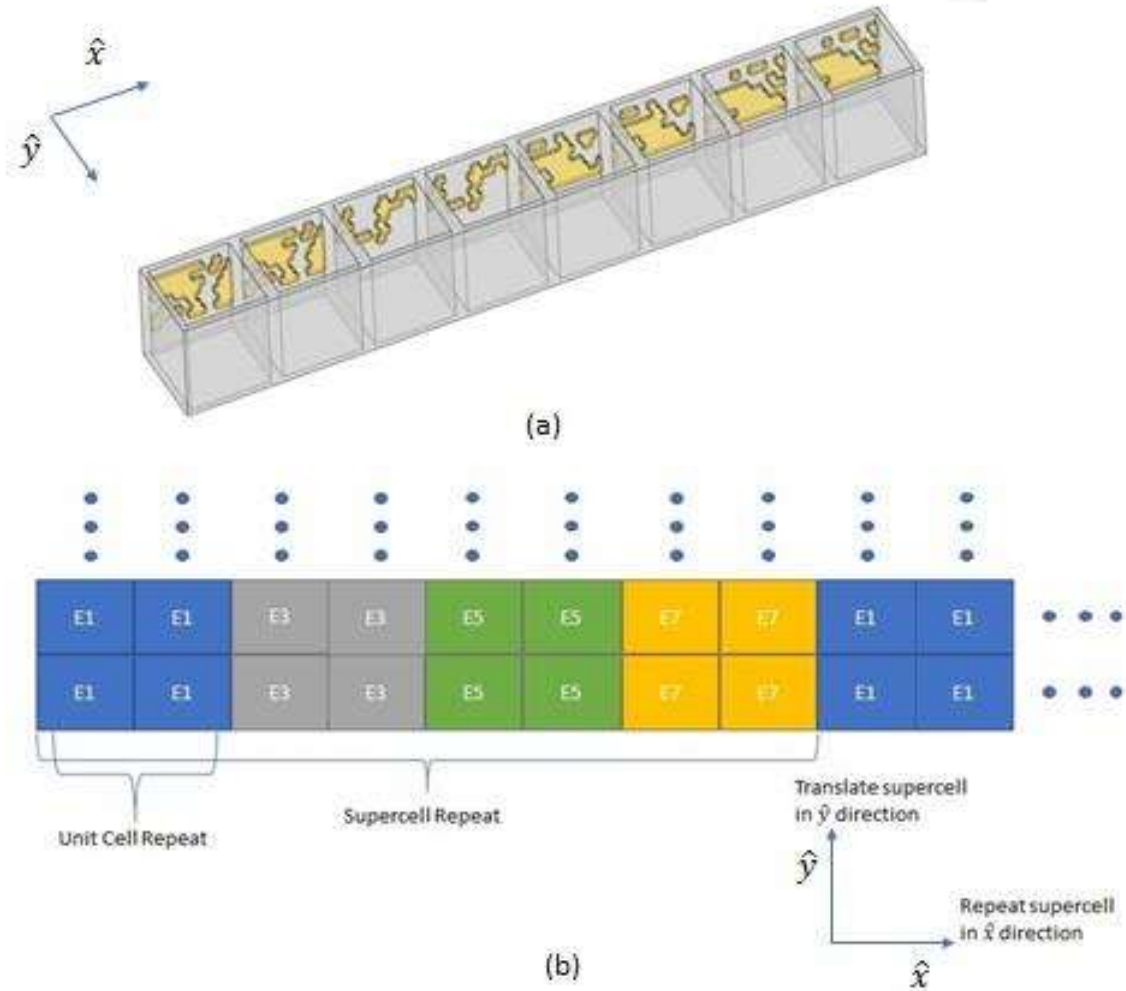 x̂
ŷ
(a)
E1 E1 E3 E3 E5 E5 E7 E7 E1 E1
E1 E1 E3 E3 E5 E5 E7 E7 E1 E1
Unit Cell Repeat
Supercell Repeat
Translate supercell
in ŷ direction
ŷ
Repeat supercell
in x̂ direction
x̂
(b)